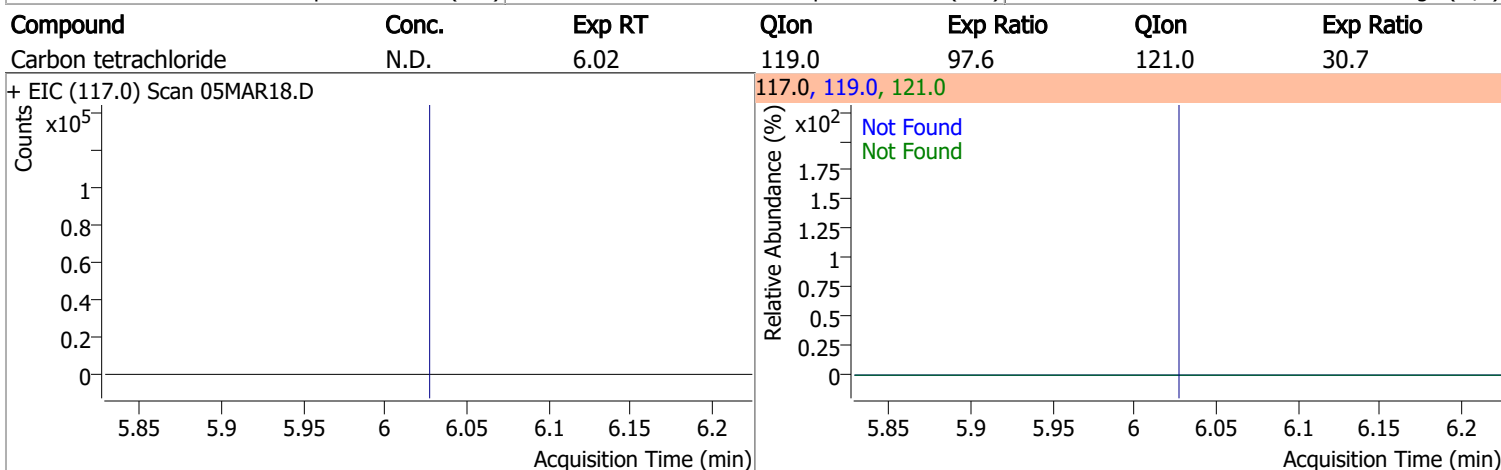 Compound Conc. Exp RT QIon Exp Ratio QIon Exp Ratio
Carbon tetrachloride N.D. 6.02 119.0 97.6 121.0 30.7
+ EIC (117.0) Scan 05MAR18.D
Counts
x10⁵
1
0.8
0.6
0.4
0.2
0
5.85 5.9 5.95 6 6.05 6.1 6.15 6.2
Acquisition Time (min)
117.0, 119.0, 121.0
Relative Abundance (%)
x10²
Not Found
Not Found
1.75
1.5
1.25
1
0.75
0.5
0.25
0
5.85 5.9 5.95 6 6.05 6.1 6.15 6.2
Acquisition Time (min)